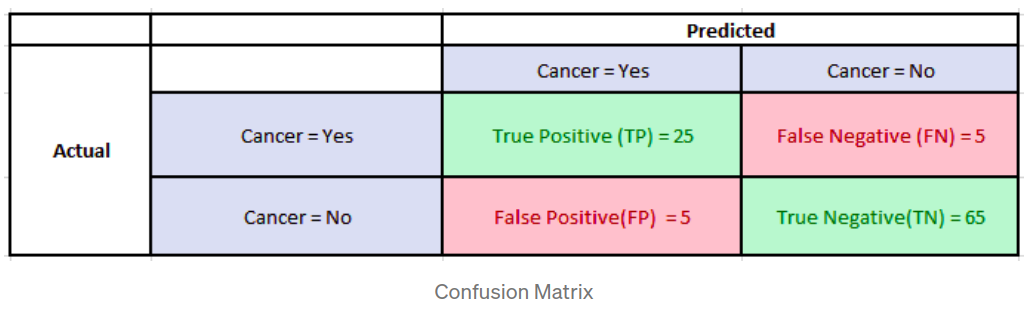 Predicted
Cancer = Yes
Cancer = No
Actual
Cancer = Yes
True Positive (TP) = 25
False Negative (FN) = 5
Cancer = No
False Positive(FP)  = 5
True Negative(TN) = 65
Confusion Matrix